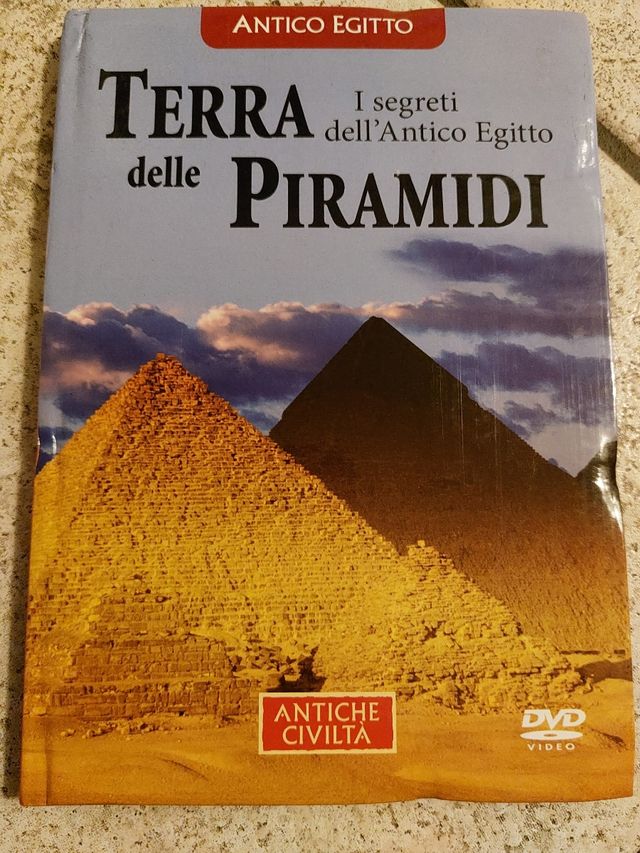 ANTICO EGITTO
TERRA
I segreti
dell'Antico Egitto
delle PIRAMIDI
ANTICHE
CIVILTÀ
DVD
VIDEO